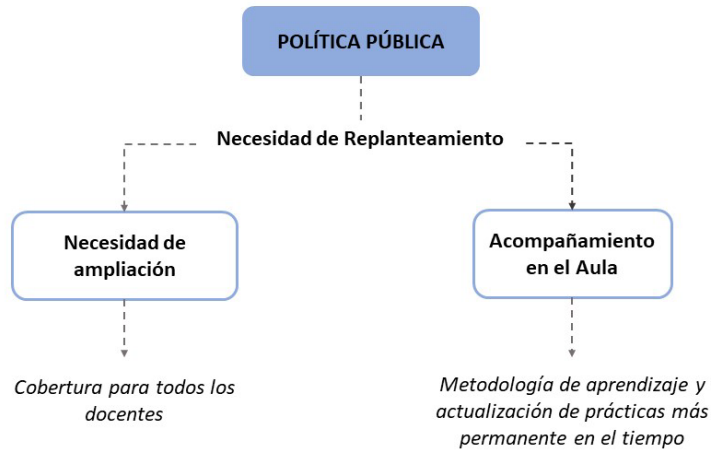 POLÍTICA PÚBLICA
Necesidad de Replanteamiento
Necesidad de
ampliación
Acompañamiento
en el Aula
Cobertura para todos los
docentes
Metodología de aprendizaje y
actualización de prácticas más
permanente en el tiempo